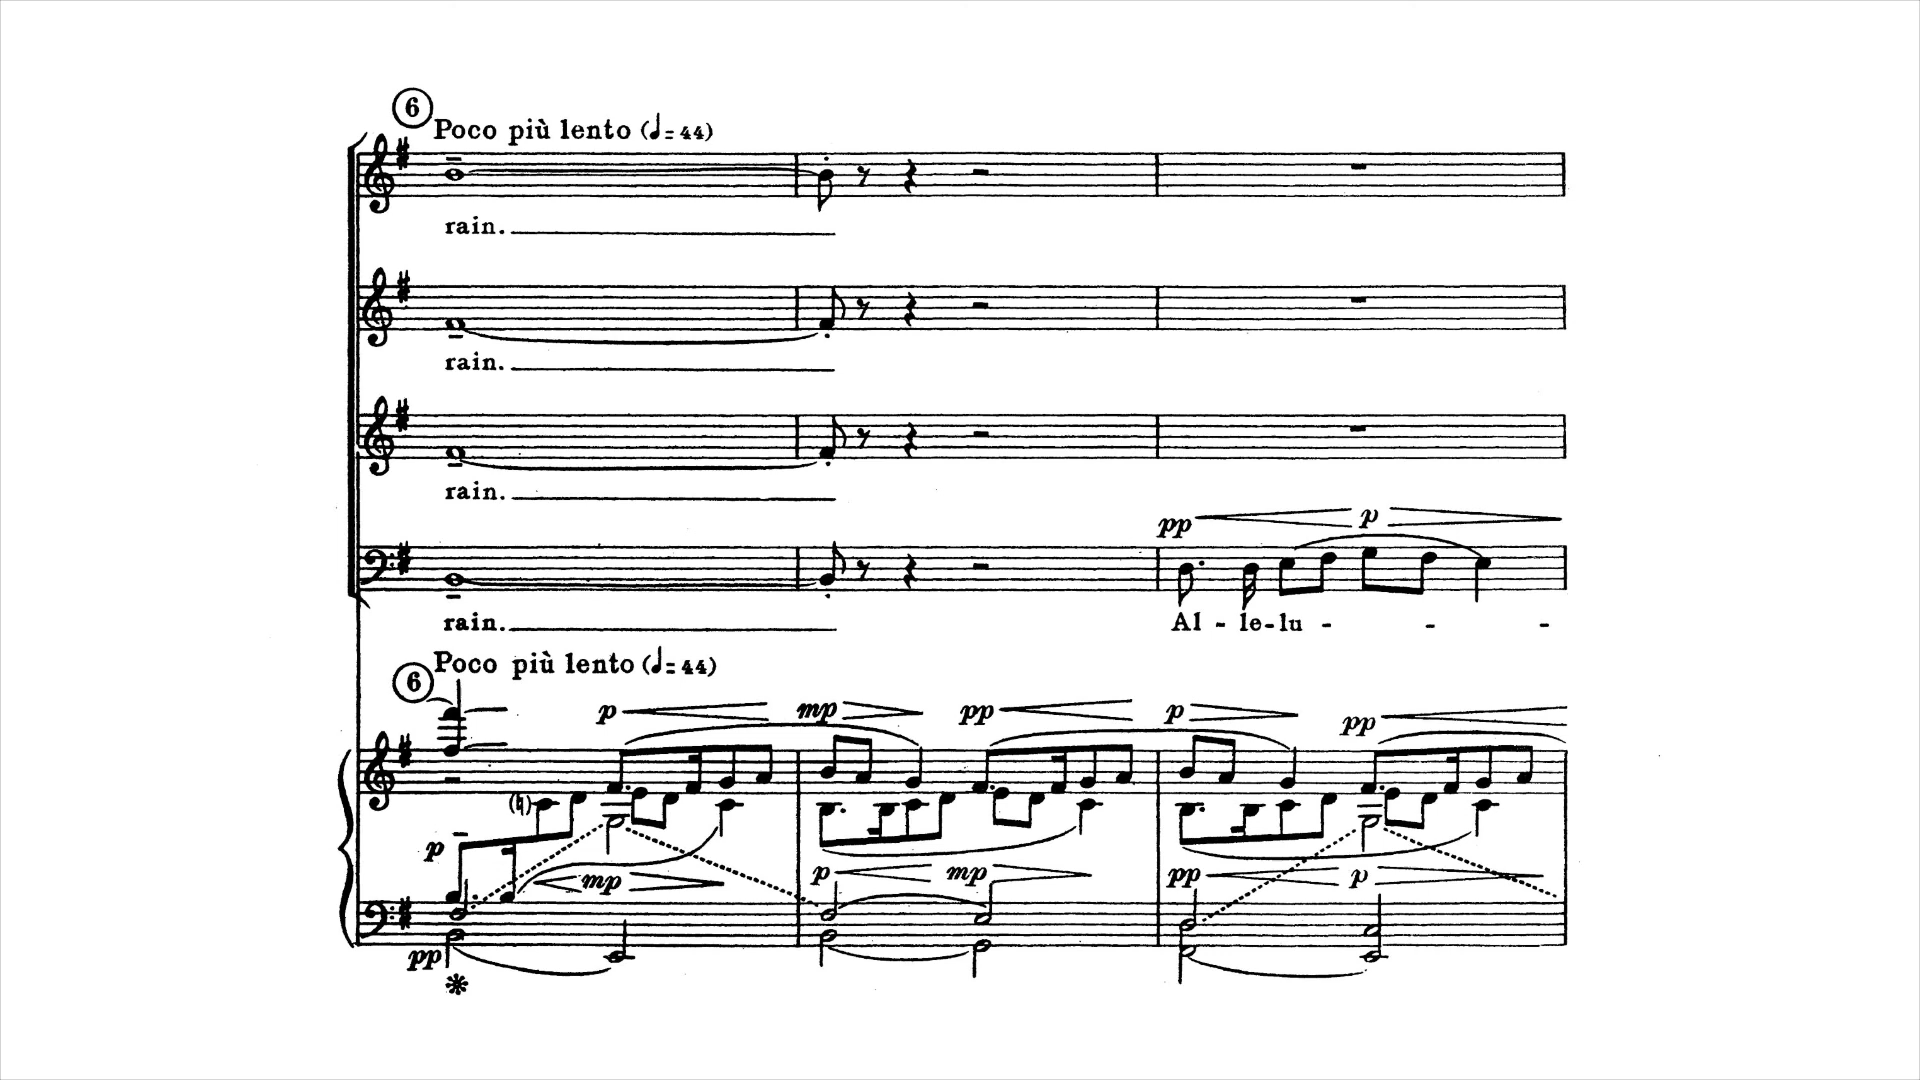 6
Poco più lento (♩= 44)
rain.
rain.
rain.
pp p
rain. Al - le-lu - - -
6 Poco più lento (♩= 44)
p mp pp p pp
p mp p mp pp p
pp